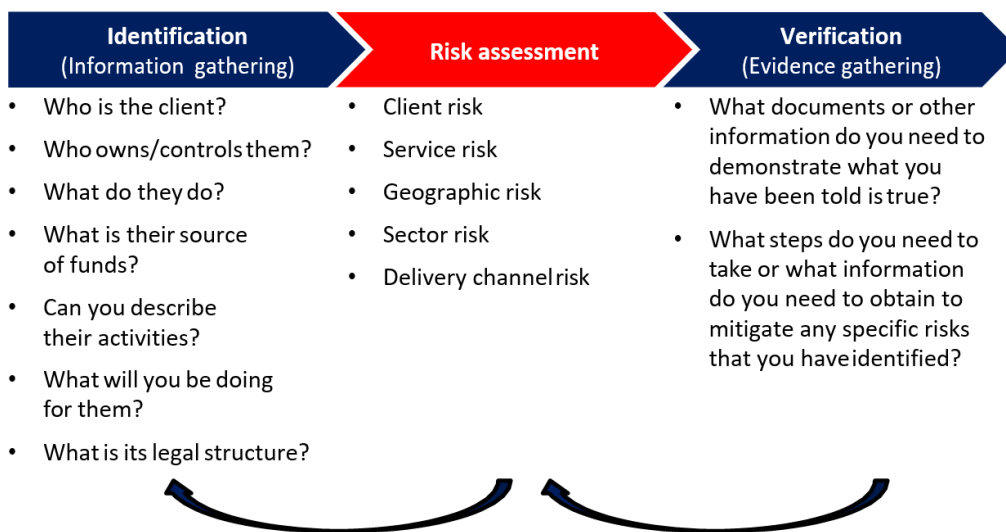 Identification
(Information gathering)
• Who is the client?
• Who owns/controls them?
• What do they do?
• What is their source
of funds?
• Can you describe
their activities?
• What will you be doing
for them?
• What is its legal structure?
Risk assessment
• Client risk
• Service risk
• Geographic risk
• Sector risk
• Delivery channel risk
Verification
(Evidence gathering)
• What documents or other
information do you need to
demonstrate what you
have been told is true?
• What steps do you need to
take or what information
do you need to obtain to
mitigate any specific risks
that you have identified?